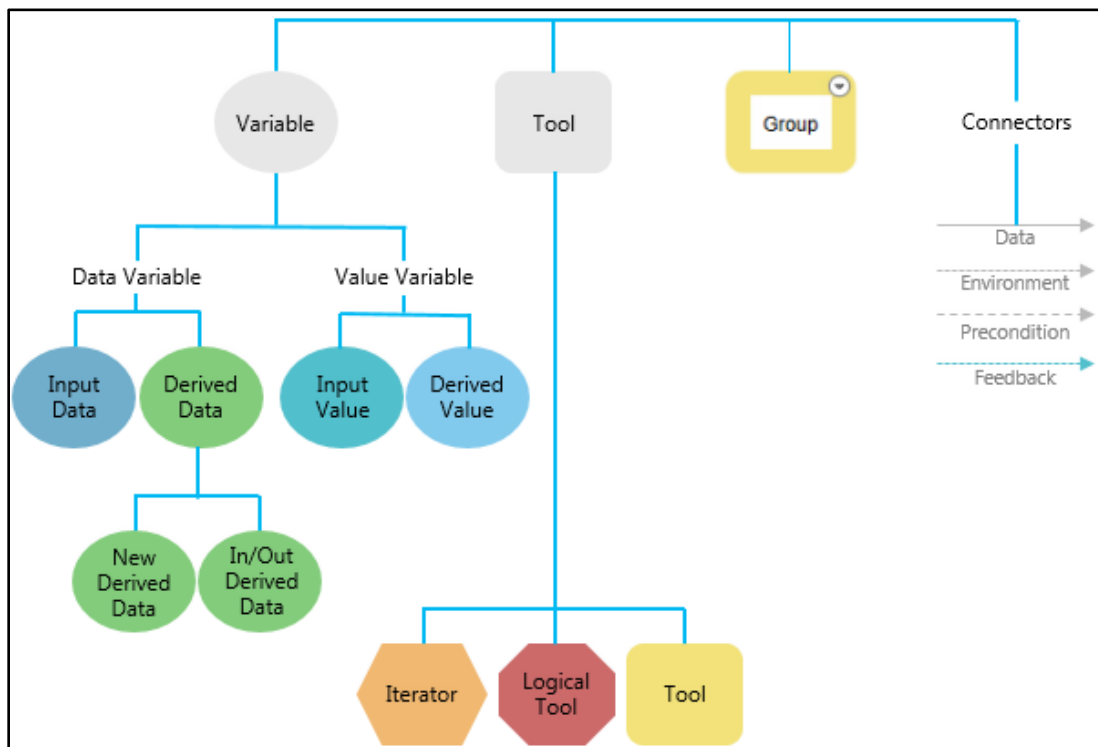 Variable
Tool
Group
Connectors
Data
Environment
Precondition
Feedback
Data Variable
Value Variable
Input
Data
Derived
Data
Input
Value
Derived
Value
New
Derived
Data
In/Out
Derived
Data
Iterator
Logical
Tool
Tool